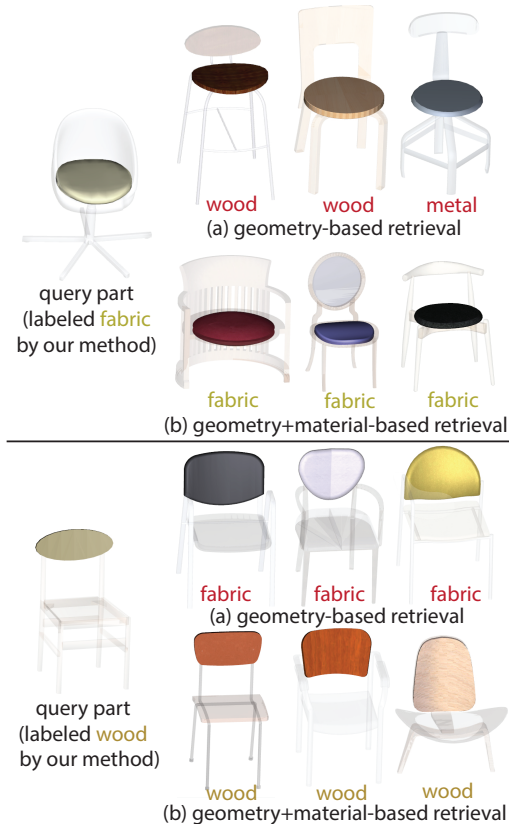 wood wood metal
(a) geometry-based retrieval
query part
(labeled fabric
by our method)
fabric fabric fabric
(b) geometry+material-based retrieval
fabric fabric fabric
(a) geometry-based retrieval
query part
(labeled wood
by our method)
wood wood wood
(b) geometry+material-based retrieval